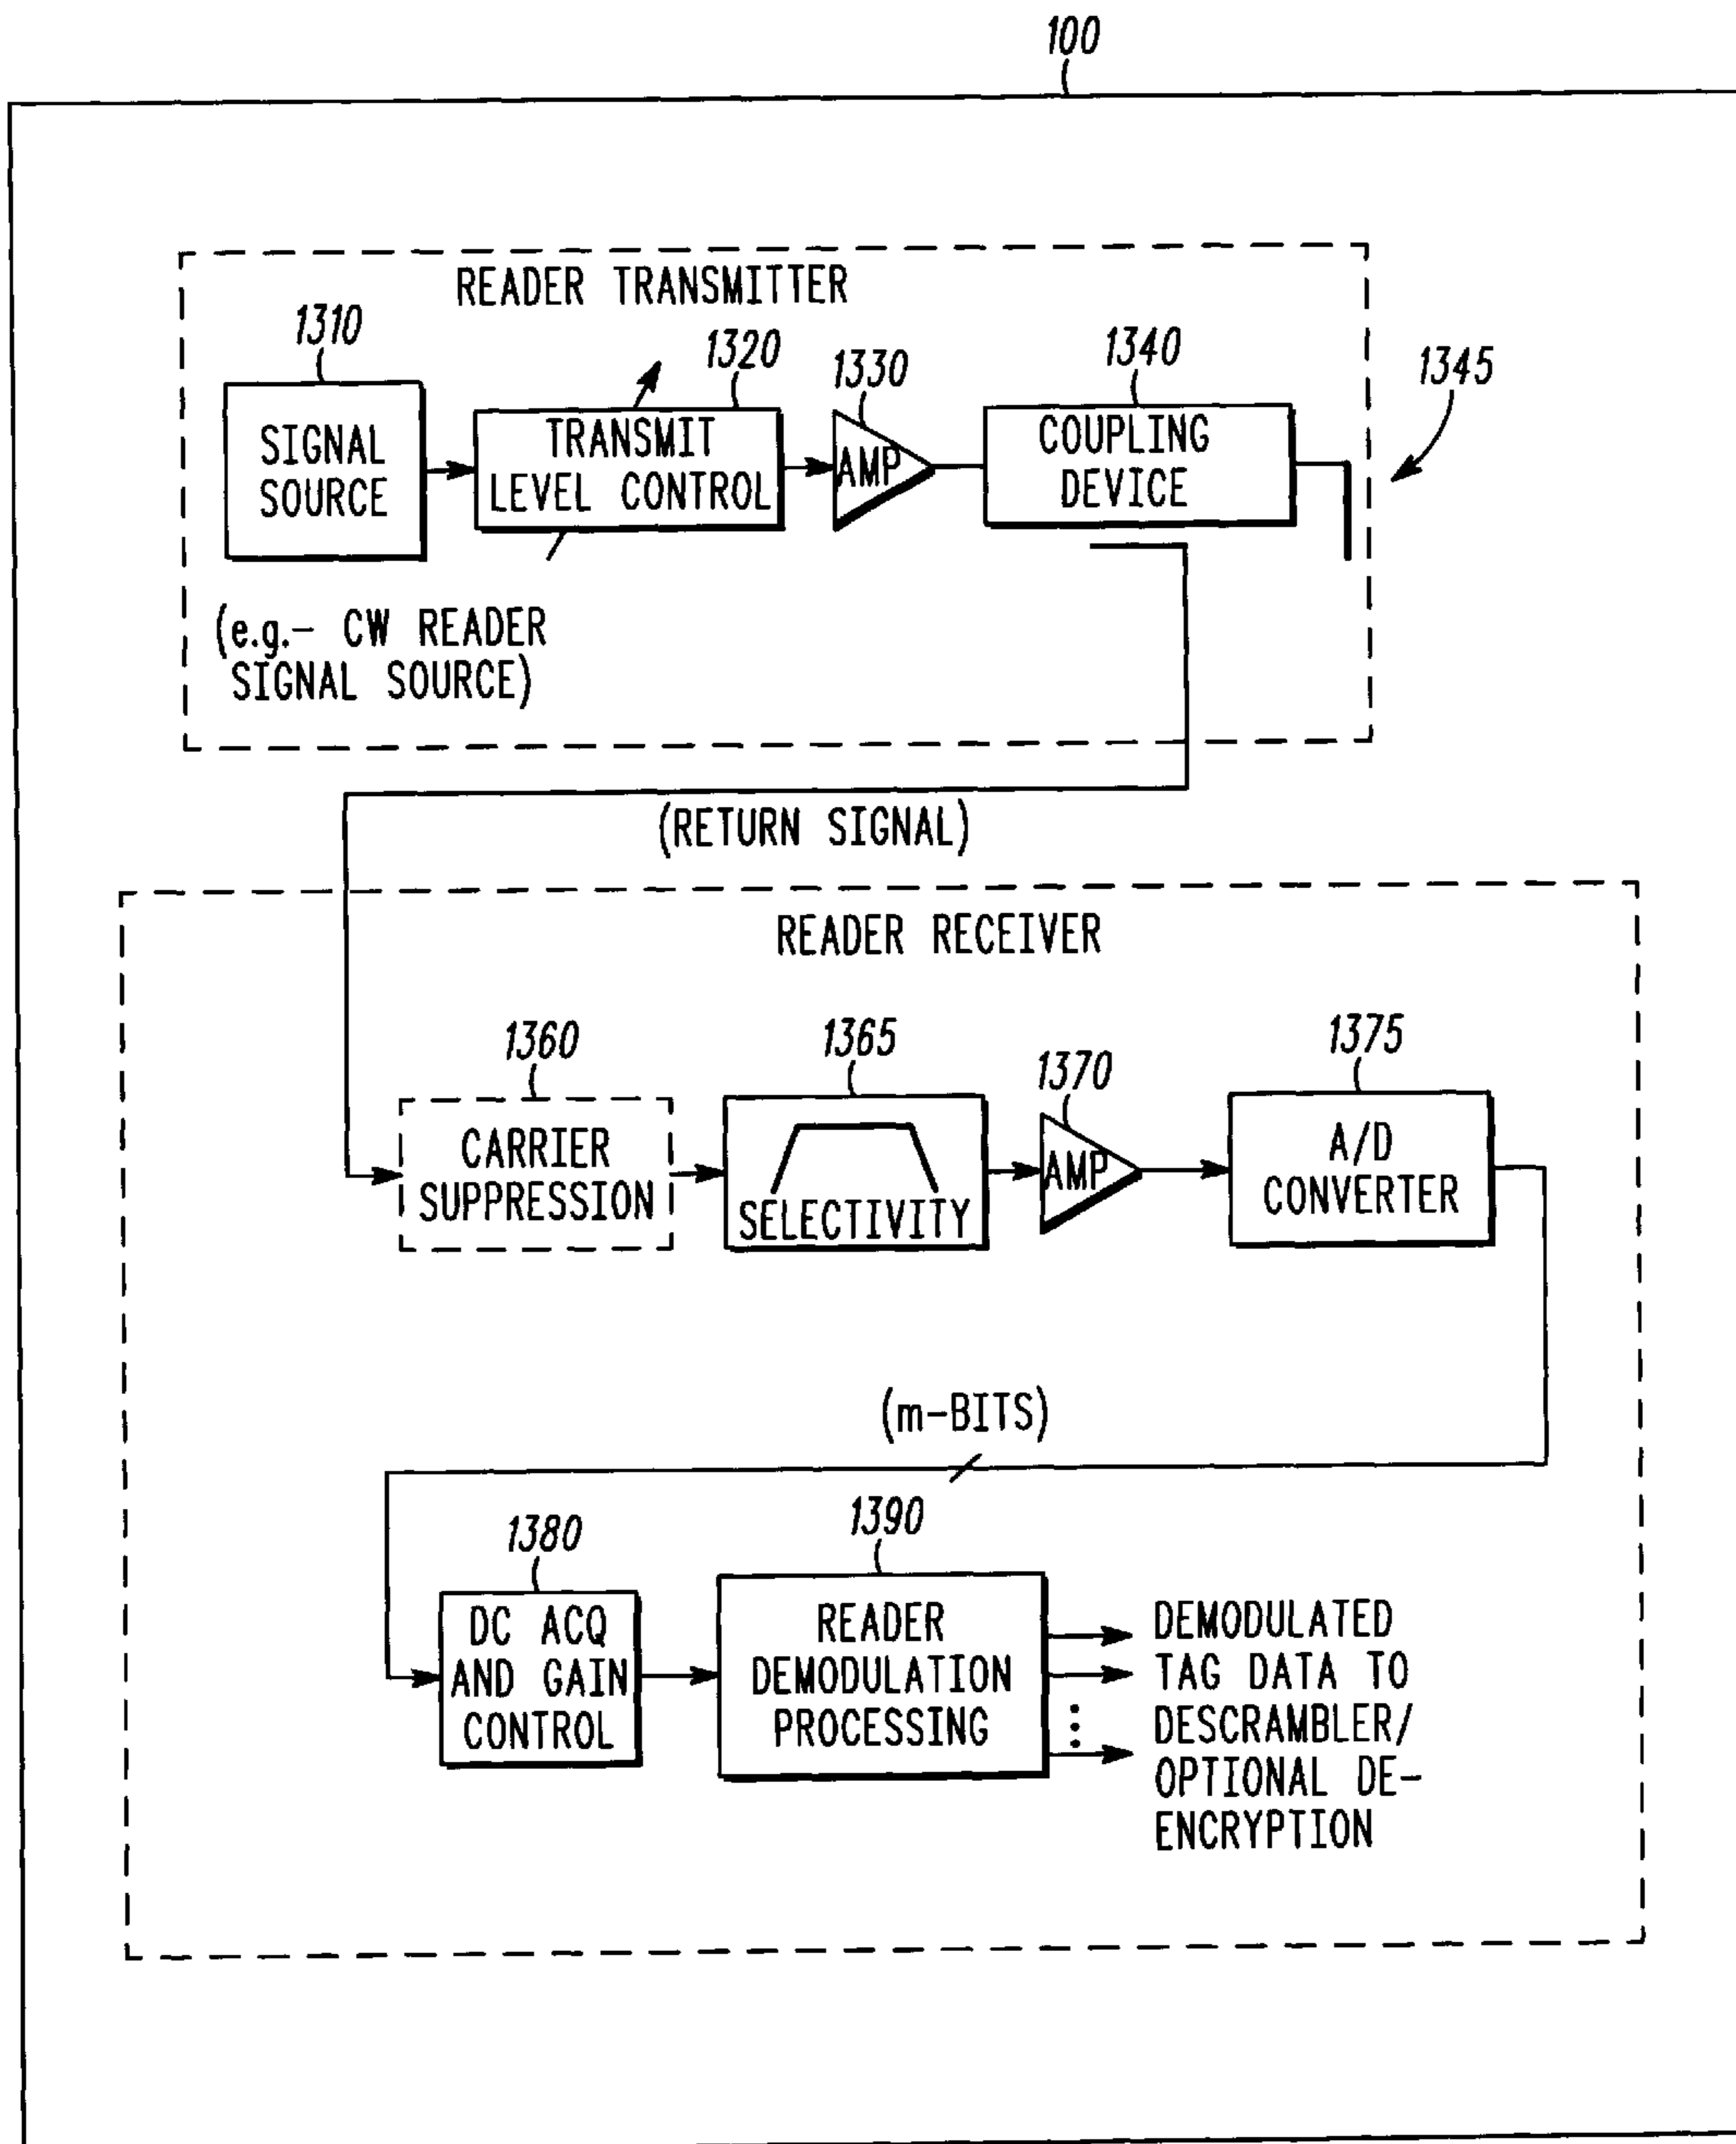 100
READER TRANSMITTER
1310
1320
1330
1340
1345
SIGNAL
SOURCE
TRANSMIT
LEVEL CONTROL
AMP
COUPLING
DEVICE
(e.g.– CW READER
SIGNAL SOURCE)
(RETURN SIGNAL)
READER RECEIVER
1360
1365
1370
1375
CARRIER
SUPPRESSION
SELECTIVITY
AMP
A/D
CONVERTER
(m–BITS)
1380
1390
DC ACQ
AND GAIN
CONTROL
READER
DEMODULATION
PROCESSING
DEMODULATED
TAG DATA TO
DESCRAMBLER/
OPTIONAL DE–
ENCRYPTION